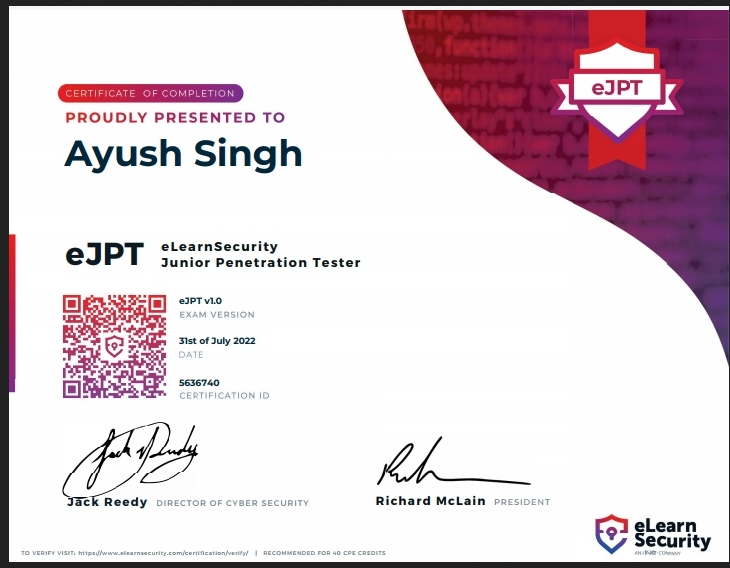 CERTIFICATE OF COMPLETION
PROUDLY PRESENTED TO
Ayush Singh
eJPT
eJPT
eLearnSecurity
Junior Penetration Tester
eJPT v1.0
EXAM VERSION
31st of July 2022
DATE
5636740
CERTIFICATION ID
Jack Reedy DIRECTOR OF CYBER SECURITY
Richard McLain PRESIDENT
eLearn
Security
AN INE COMPANY
TO VERIFY VISIT: https://www.elearnsecurity.com/certification/verify/ | RECOMMENDED FOR 40 CPE CREDITS